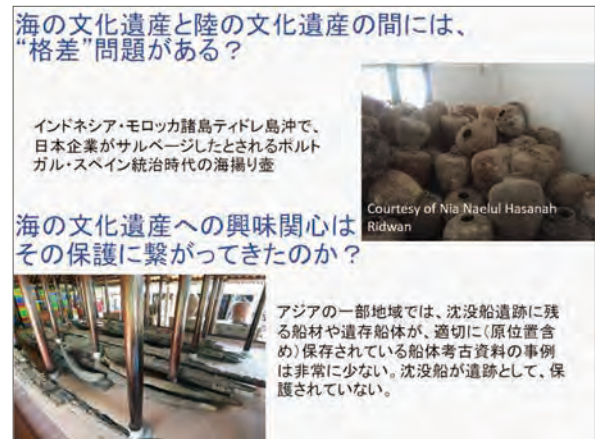 海の文化遺産と陸の文化遺産の間には、
“格差”問題がある？
インドネシア・モロッカ諸島ティドレ島沖で、
日本企業がサルベージしたとされるポルト
ガル・スペイン統治時代の海揚り壺
Courtesy of Nia Naelul Hasanah
Ridwan
海の文化遺産への興味関心は
その保護に繋がってきたのか？
アジアの一部地域では、沈没船遺跡に残
る船材や遺存船体が、適切に（原位置含
め）保存されている船体考古資料の事例
は非常に少ない。沈没船が遺跡として、保
護されていない。